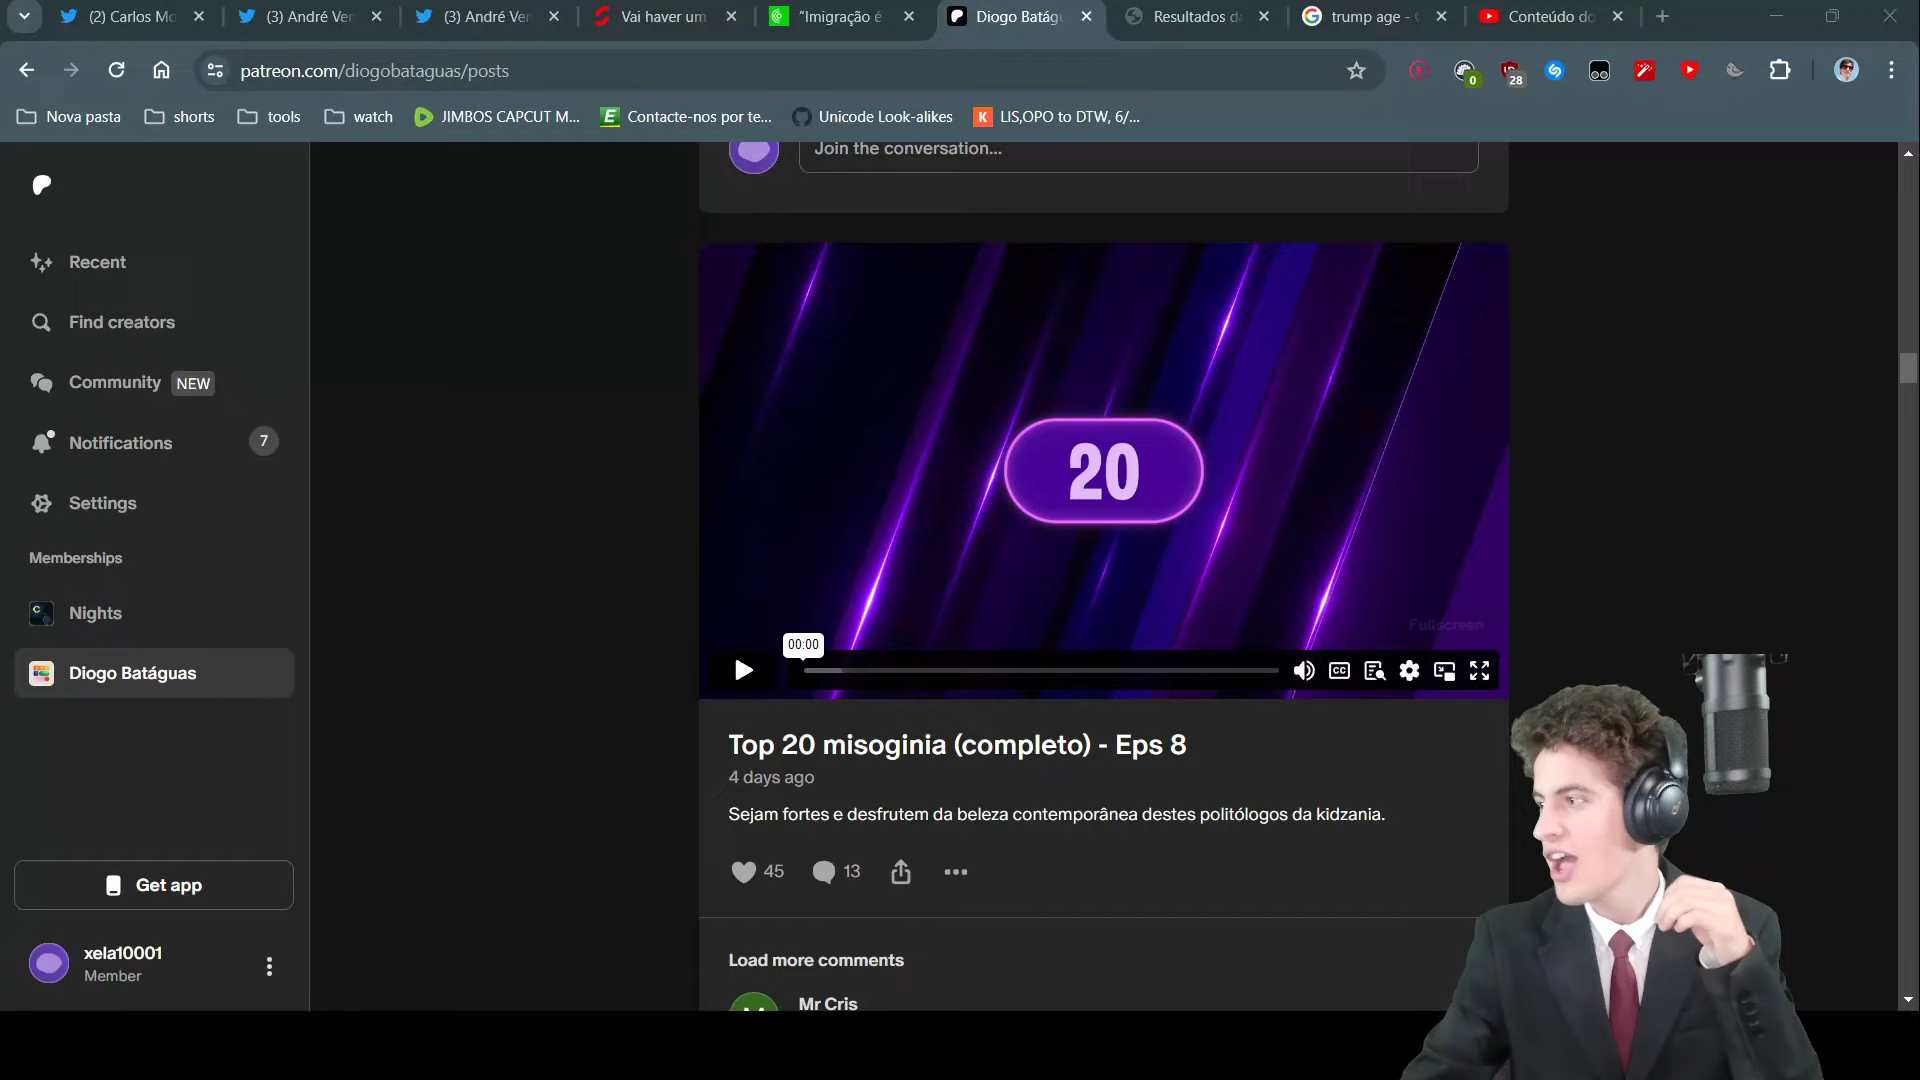 (2) Carlos Mo
(3) André Ver
(3) André Ver
Vai haver um
"Imigração é
Diogo Batágu
Resultados d
trump age - G
Conteúdo do
patreon.com/diogobataguas/posts
0
28
Nova pasta
shorts
tools
watch
JIMBOS CAPCUT M...
Contacte-nos por te...
Unicode Look-alikes
LIS,OPO to DTW, 6/...
Join the conversation...
Recent
Find creators
Community NEW
Notifications 7
Settings
Memberships
Nights
Diogo Batáguas
Get app
xela10001
Member
20
Fullscreen
00:00
CC
Top 20 misoginia (completo) - Eps 8
4 days ago
Sejam fortes e desfrutem da beleza contemporânea destes politólogos da kidzania.
45
13
Load more comments
Mr Cris